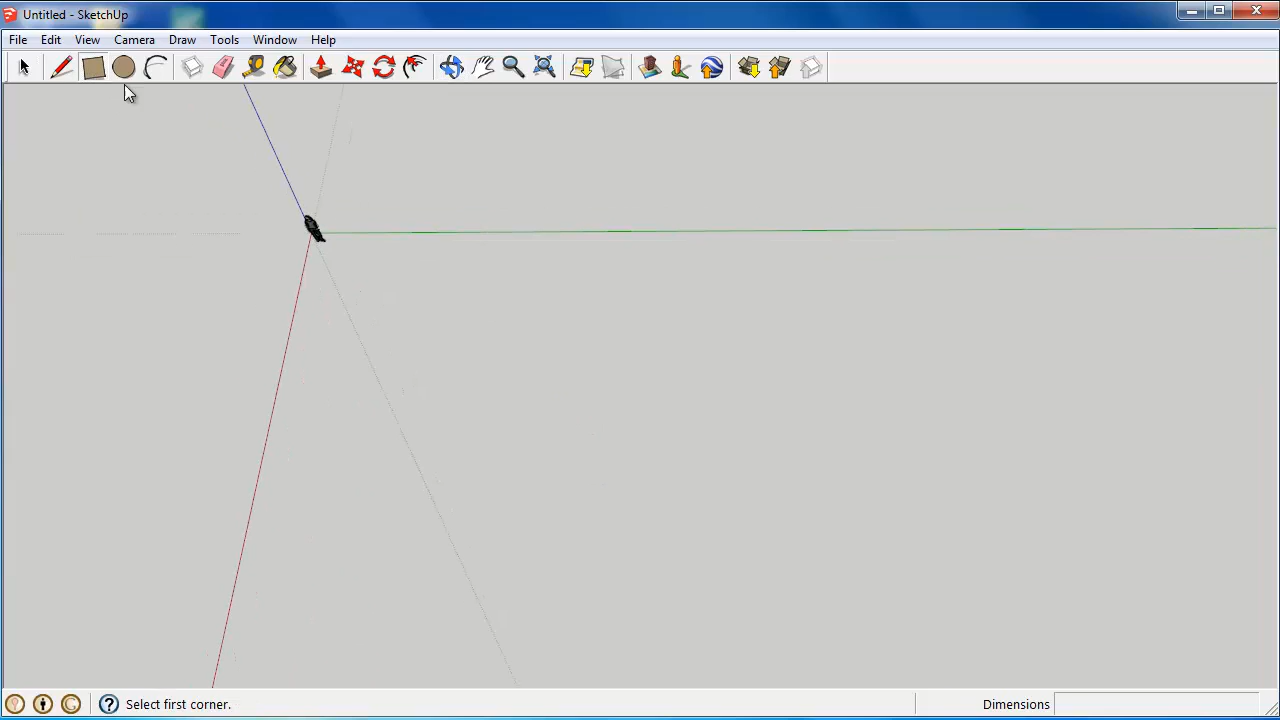 Untitled - SketchUp
File Edit View Camera Draw Tools Window Help
Select first corner.
Dimensions